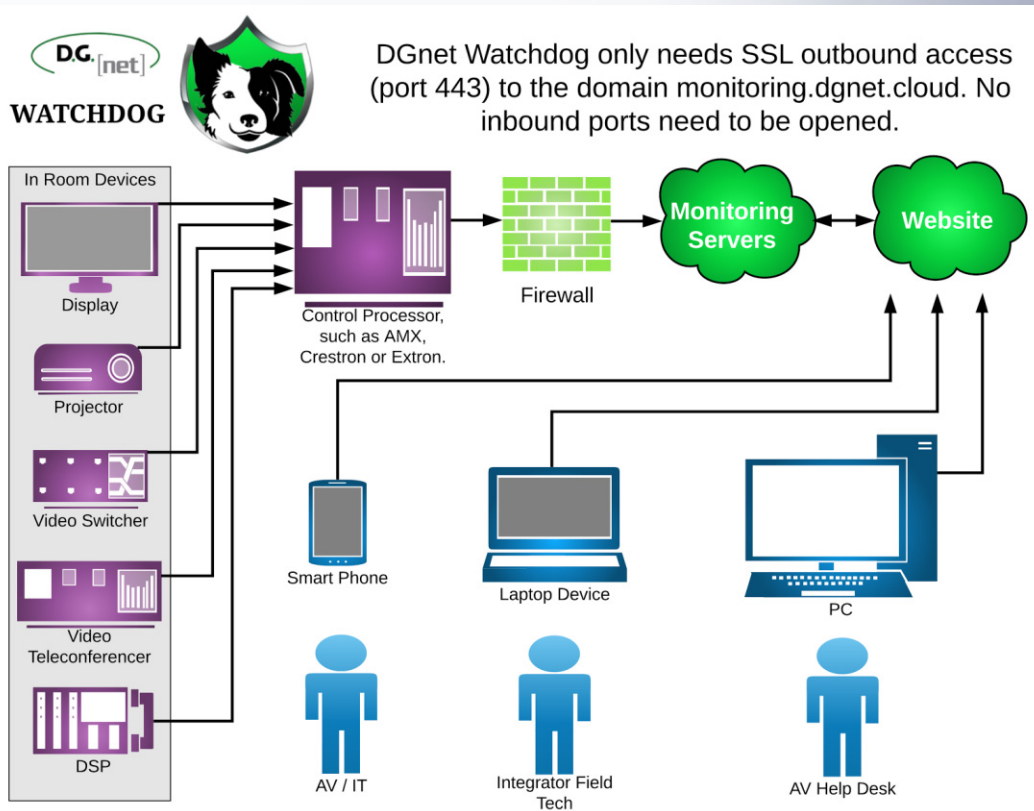 D.G. [net]
WATCHDOG
DGnet Watchdog only needs SSL outbound access
(port 443) to the domain monitoring.dgnet.cloud. No
inbound ports need to be opened.
In Room Devices
Display
Projector
Video Switcher
Video
Teleconferencer
DSP
Control Processor,
such as AMX,
Crestron or Extron.
Firewall
Monitoring
Servers
Website
Smart Phone
Laptop Device
PC
AV / IT
Integrator Field
Tech
AV Help Desk